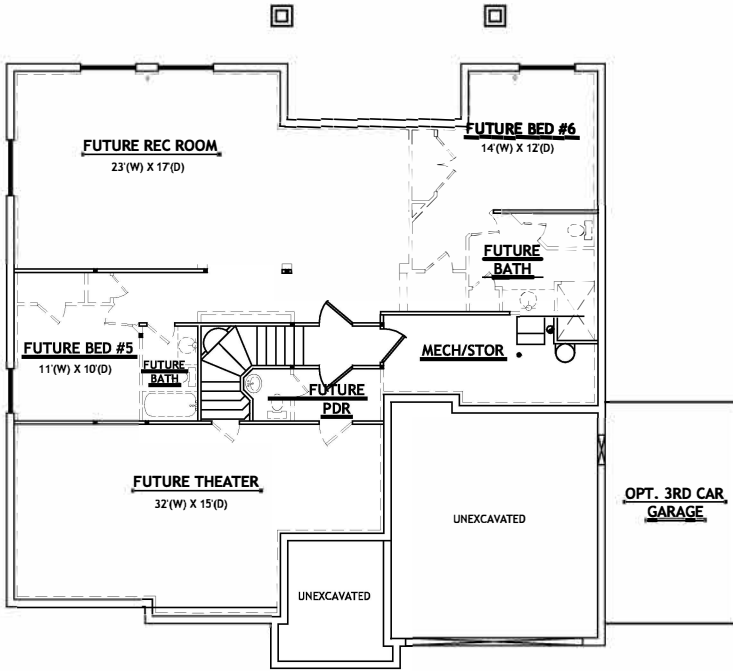 FUTURE REC ROOM
23'(W) X 17'(D)
FUTURE BED #6
14'(W) X 12'(D)
FUTURE
BATH
FUTURE BED #5
11'(W) X 10'(D)
FUTURE
BATH
MECH/STOR
FUTURE
PDR
FUTURE THEATER
32'(W) X 15'(D)
UNEXCAVATED
OPT. 3RD CAR
GARAGE
UNEXCAVATED